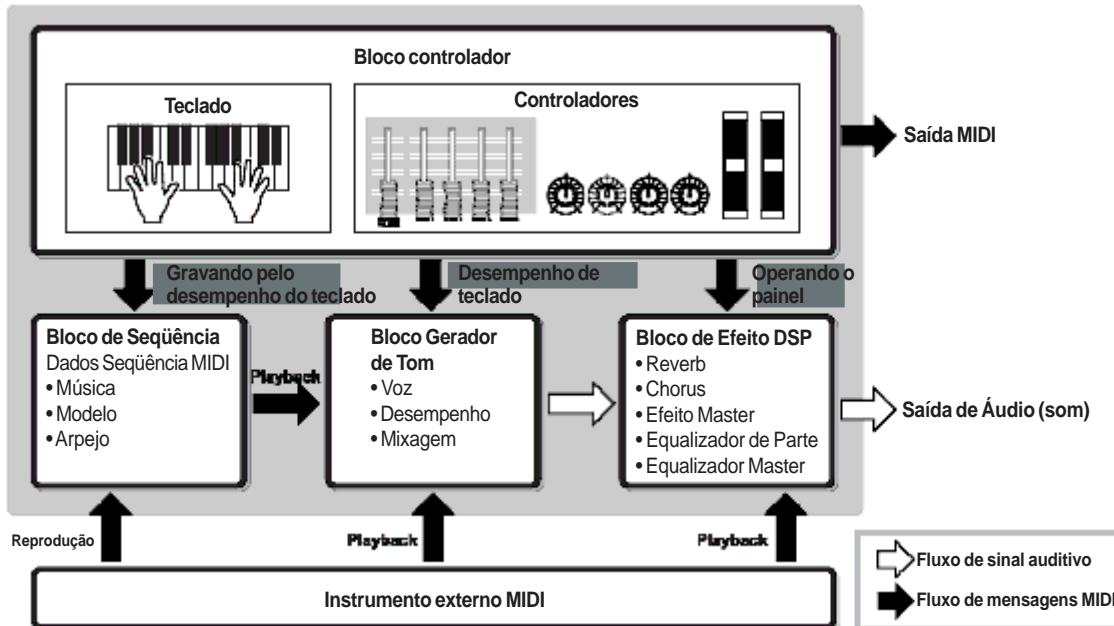 Bloco controlador
Teclado
Controladores
Saída MIDI
Gravando pelo
desempenho do teclado
Desempenho de
teclado
Operando o
painel
Bloco de Seqüência
Dados Seqüência MIDI
• Música
• Modelo
• Arpejo
Playback
Bloco Gerador
de Tom
• Voz
• Desempenho
• Mixagem
Bloco de Efeito DSP
• Reverb
• Chorus
• Efeito Master
• Equalizador de Parte
• Equalizador Master
Saída de Áudio (som)
Reprodução
Playback
Playback
Instrumento externo MIDI
Fluxo de sinal auditivo
Fluxo de mensagens MIDI